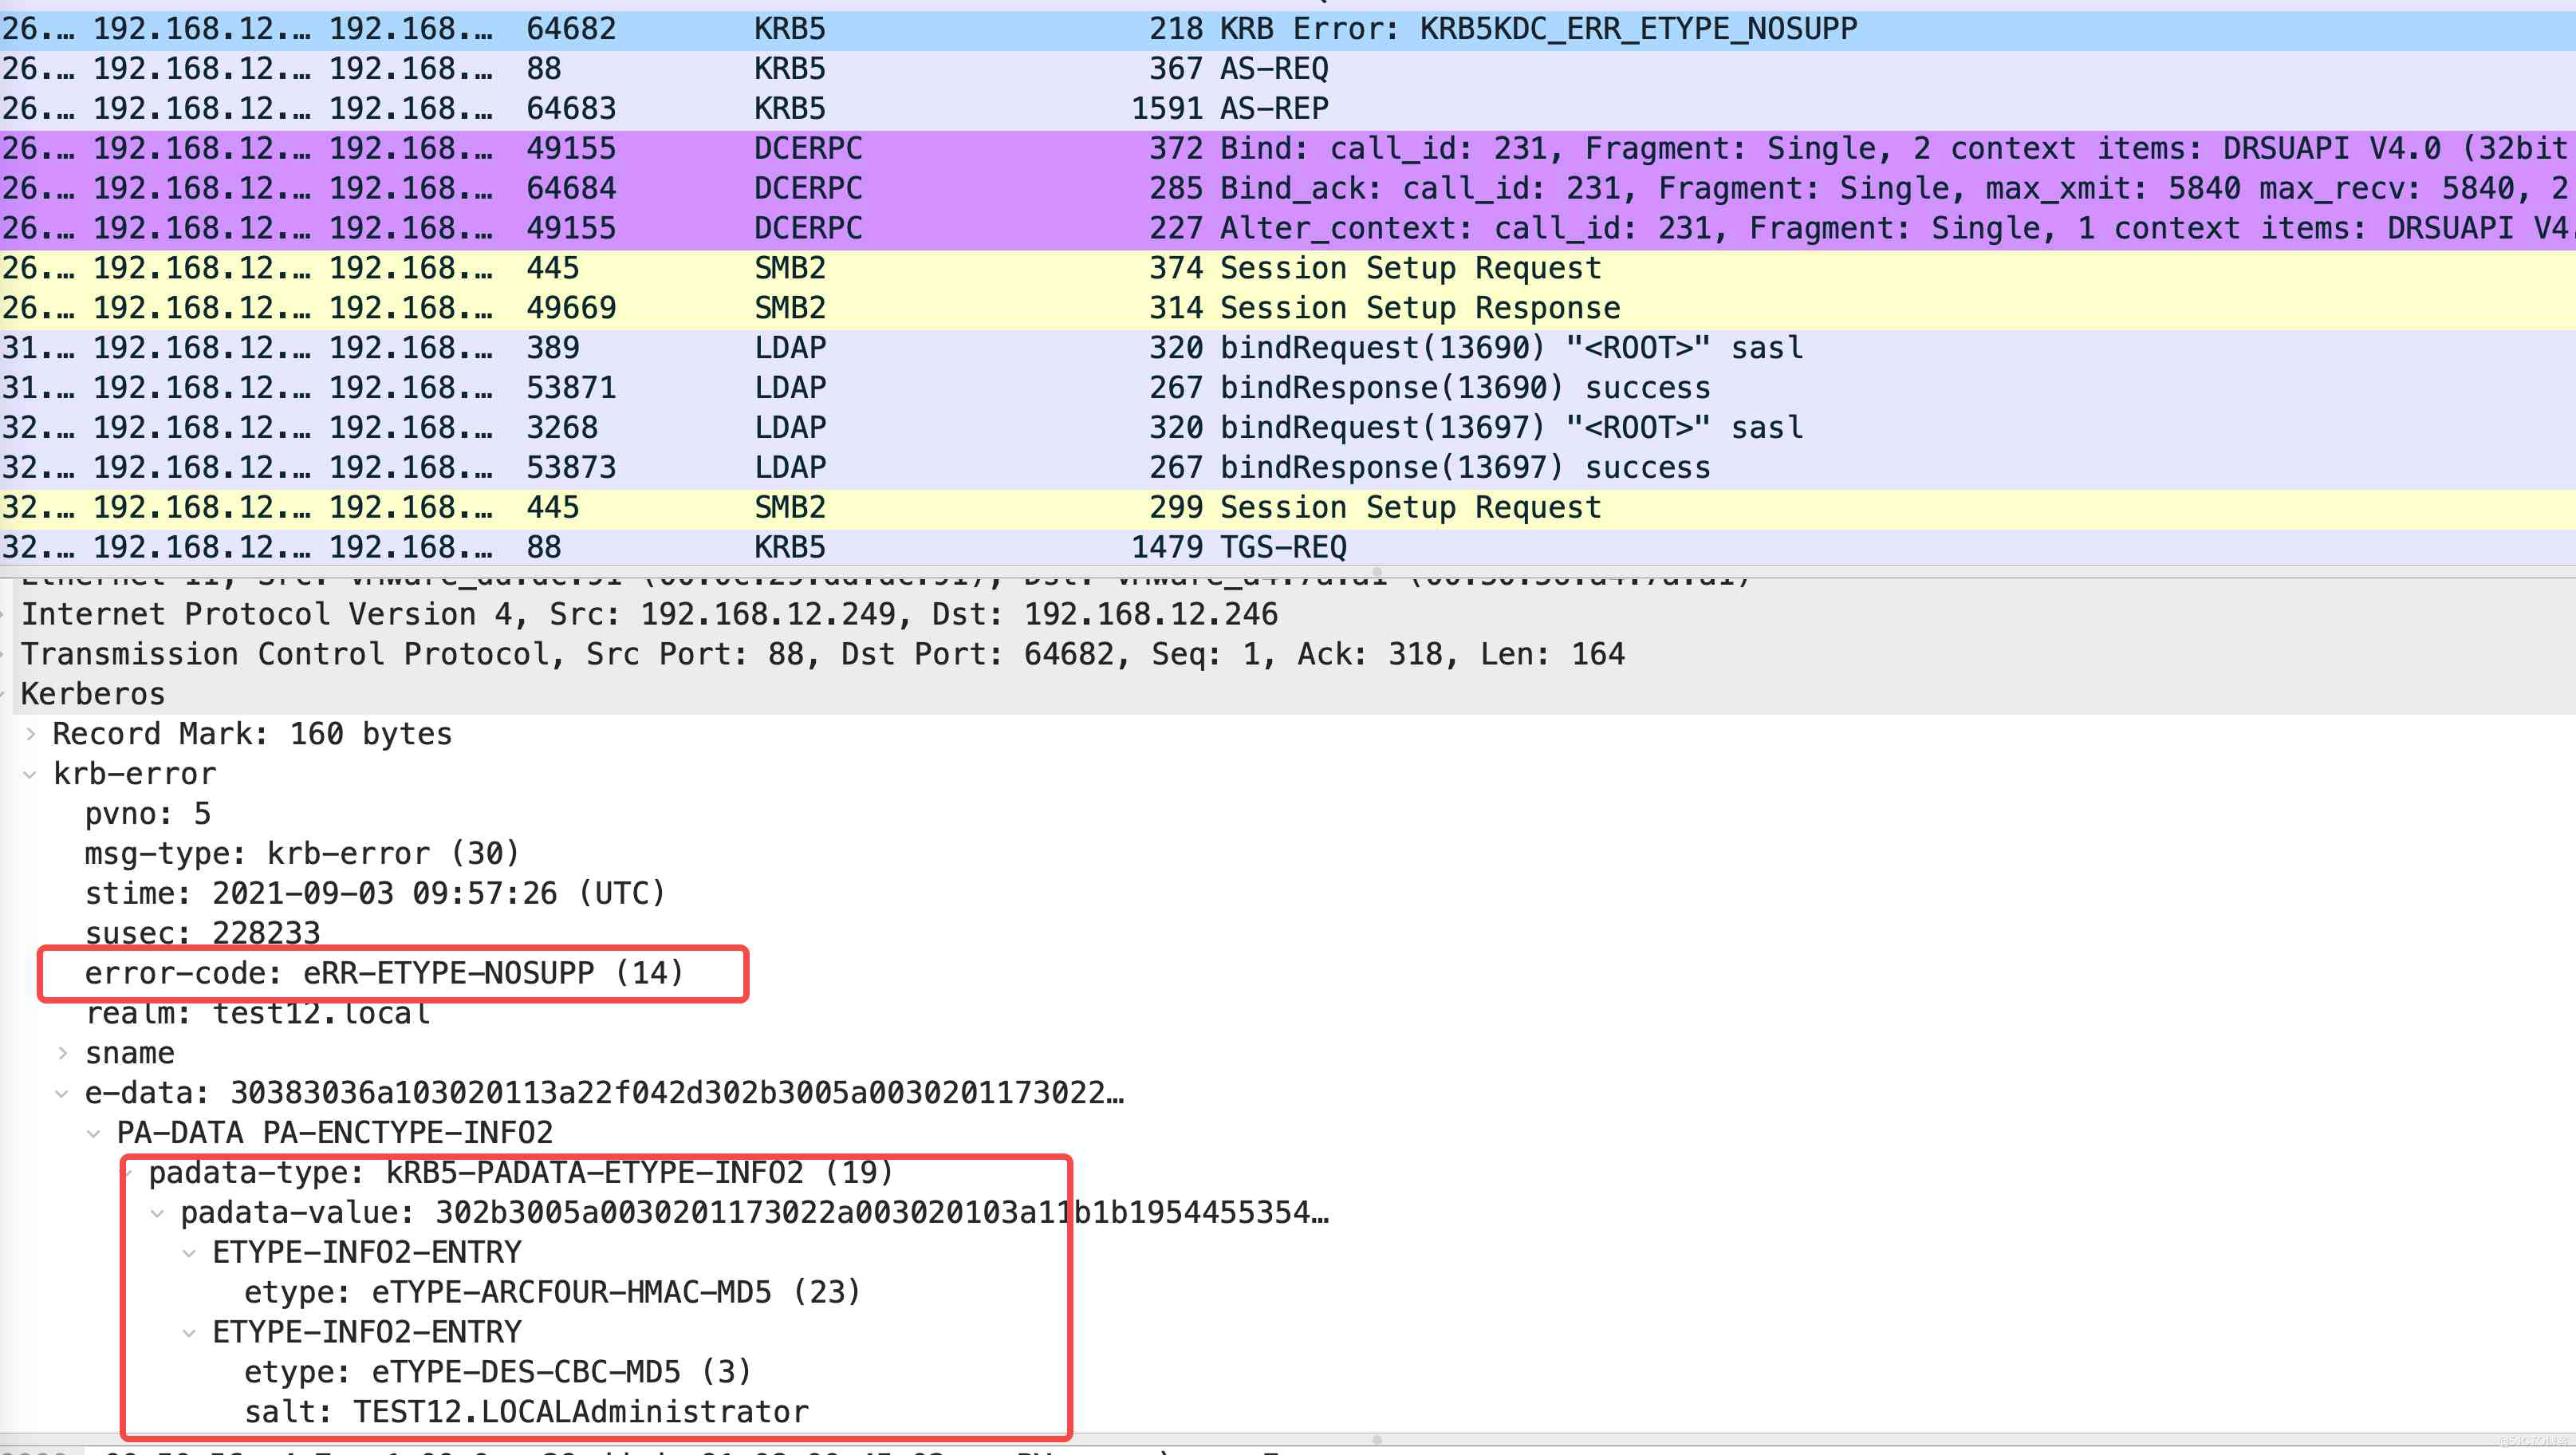 26.… 192.168.12.… 192.168.… 64682 KRB5 218 KRB Error: KRB5KDC_ERR_ETYPE_NOSUPP
26.… 192.168.12.… 192.168.… 88 KRB5 367 AS-REQ
26.… 192.168.12.… 192.168.… 64683 KRB5 1591 AS-REP
26.… 192.168.12.… 192.168.… 49155 DCERPC 372 Bind: call_id: 231, Fragment: Single, 2 context items: DRSUAPI V4.0 (32bit
26.… 192.168.12.… 192.168.… 64684 DCERPC 285 Bind_ack: call_id: 231, Fragment: Single, max_xmit: 5840 max_recv: 5840, 2
26.… 192.168.12.… 192.168.… 49155 DCERPC 227 Alter_context: call_id: 231, Fragment: Single, 1 context items: DRSUAPI V4.
26.… 192.168.12.… 192.168.… 445 SMB2 374 Session Setup Request
26.… 192.168.12.… 192.168.… 49669 SMB2 314 Session Setup Response
31.… 192.168.12.… 192.168.… 389 LDAP 320 bindRequest(13690) "<ROOT>" sasl
31.… 192.168.12.… 192.168.… 53871 LDAP 267 bindResponse(13690) success
32.… 192.168.12.… 192.168.… 3268 LDAP 320 bindRequest(13697) "<ROOT>" sasl
32.… 192.168.12.… 192.168.… 53873 LDAP 267 bindResponse(13697) success
32.… 192.168.12.… 192.168.… 445 SMB2 299 Session Setup Request
32.… 192.168.12.… 192.168.… 88 KRB5 1479 TGS-REQ
Internet Protocol Version 4, Src: 192.168.12.249, Dst: 192.168.12.246
Transmission Control Protocol, Src Port: 88, Dst Port: 64682, Seq: 1, Ack: 318, Len: 164
Kerberos
Record Mark: 160 bytes
krb-error
pvno: 5
msg-type: krb-error (30)
stime: 2021-09-03 09:57:26 (UTC)
susec: 228233
error-code: eRR-ETYPE-NOSUPP (14)
realm: test12.local
sname
e-data: 30383036a103020113a22f042d302b3005a0030201173022…
PA-DATA PA-ENCTYPE-INFO2
padata-type: kRB5-PADATA-ETYPE-INFO2 (19)
padata-value: 302b3005a0030201173022a003020103a11b1b1954455354…
ETYPE-INFO2-ENTRY
etype: eTYPE-ARCFOUR-HMAC-MD5 (23)
ETYPE-INFO2-ENTRY
etype: eTYPE-DES-CBC-MD5 (3)
salt: TEST12.LOCALAdministrator